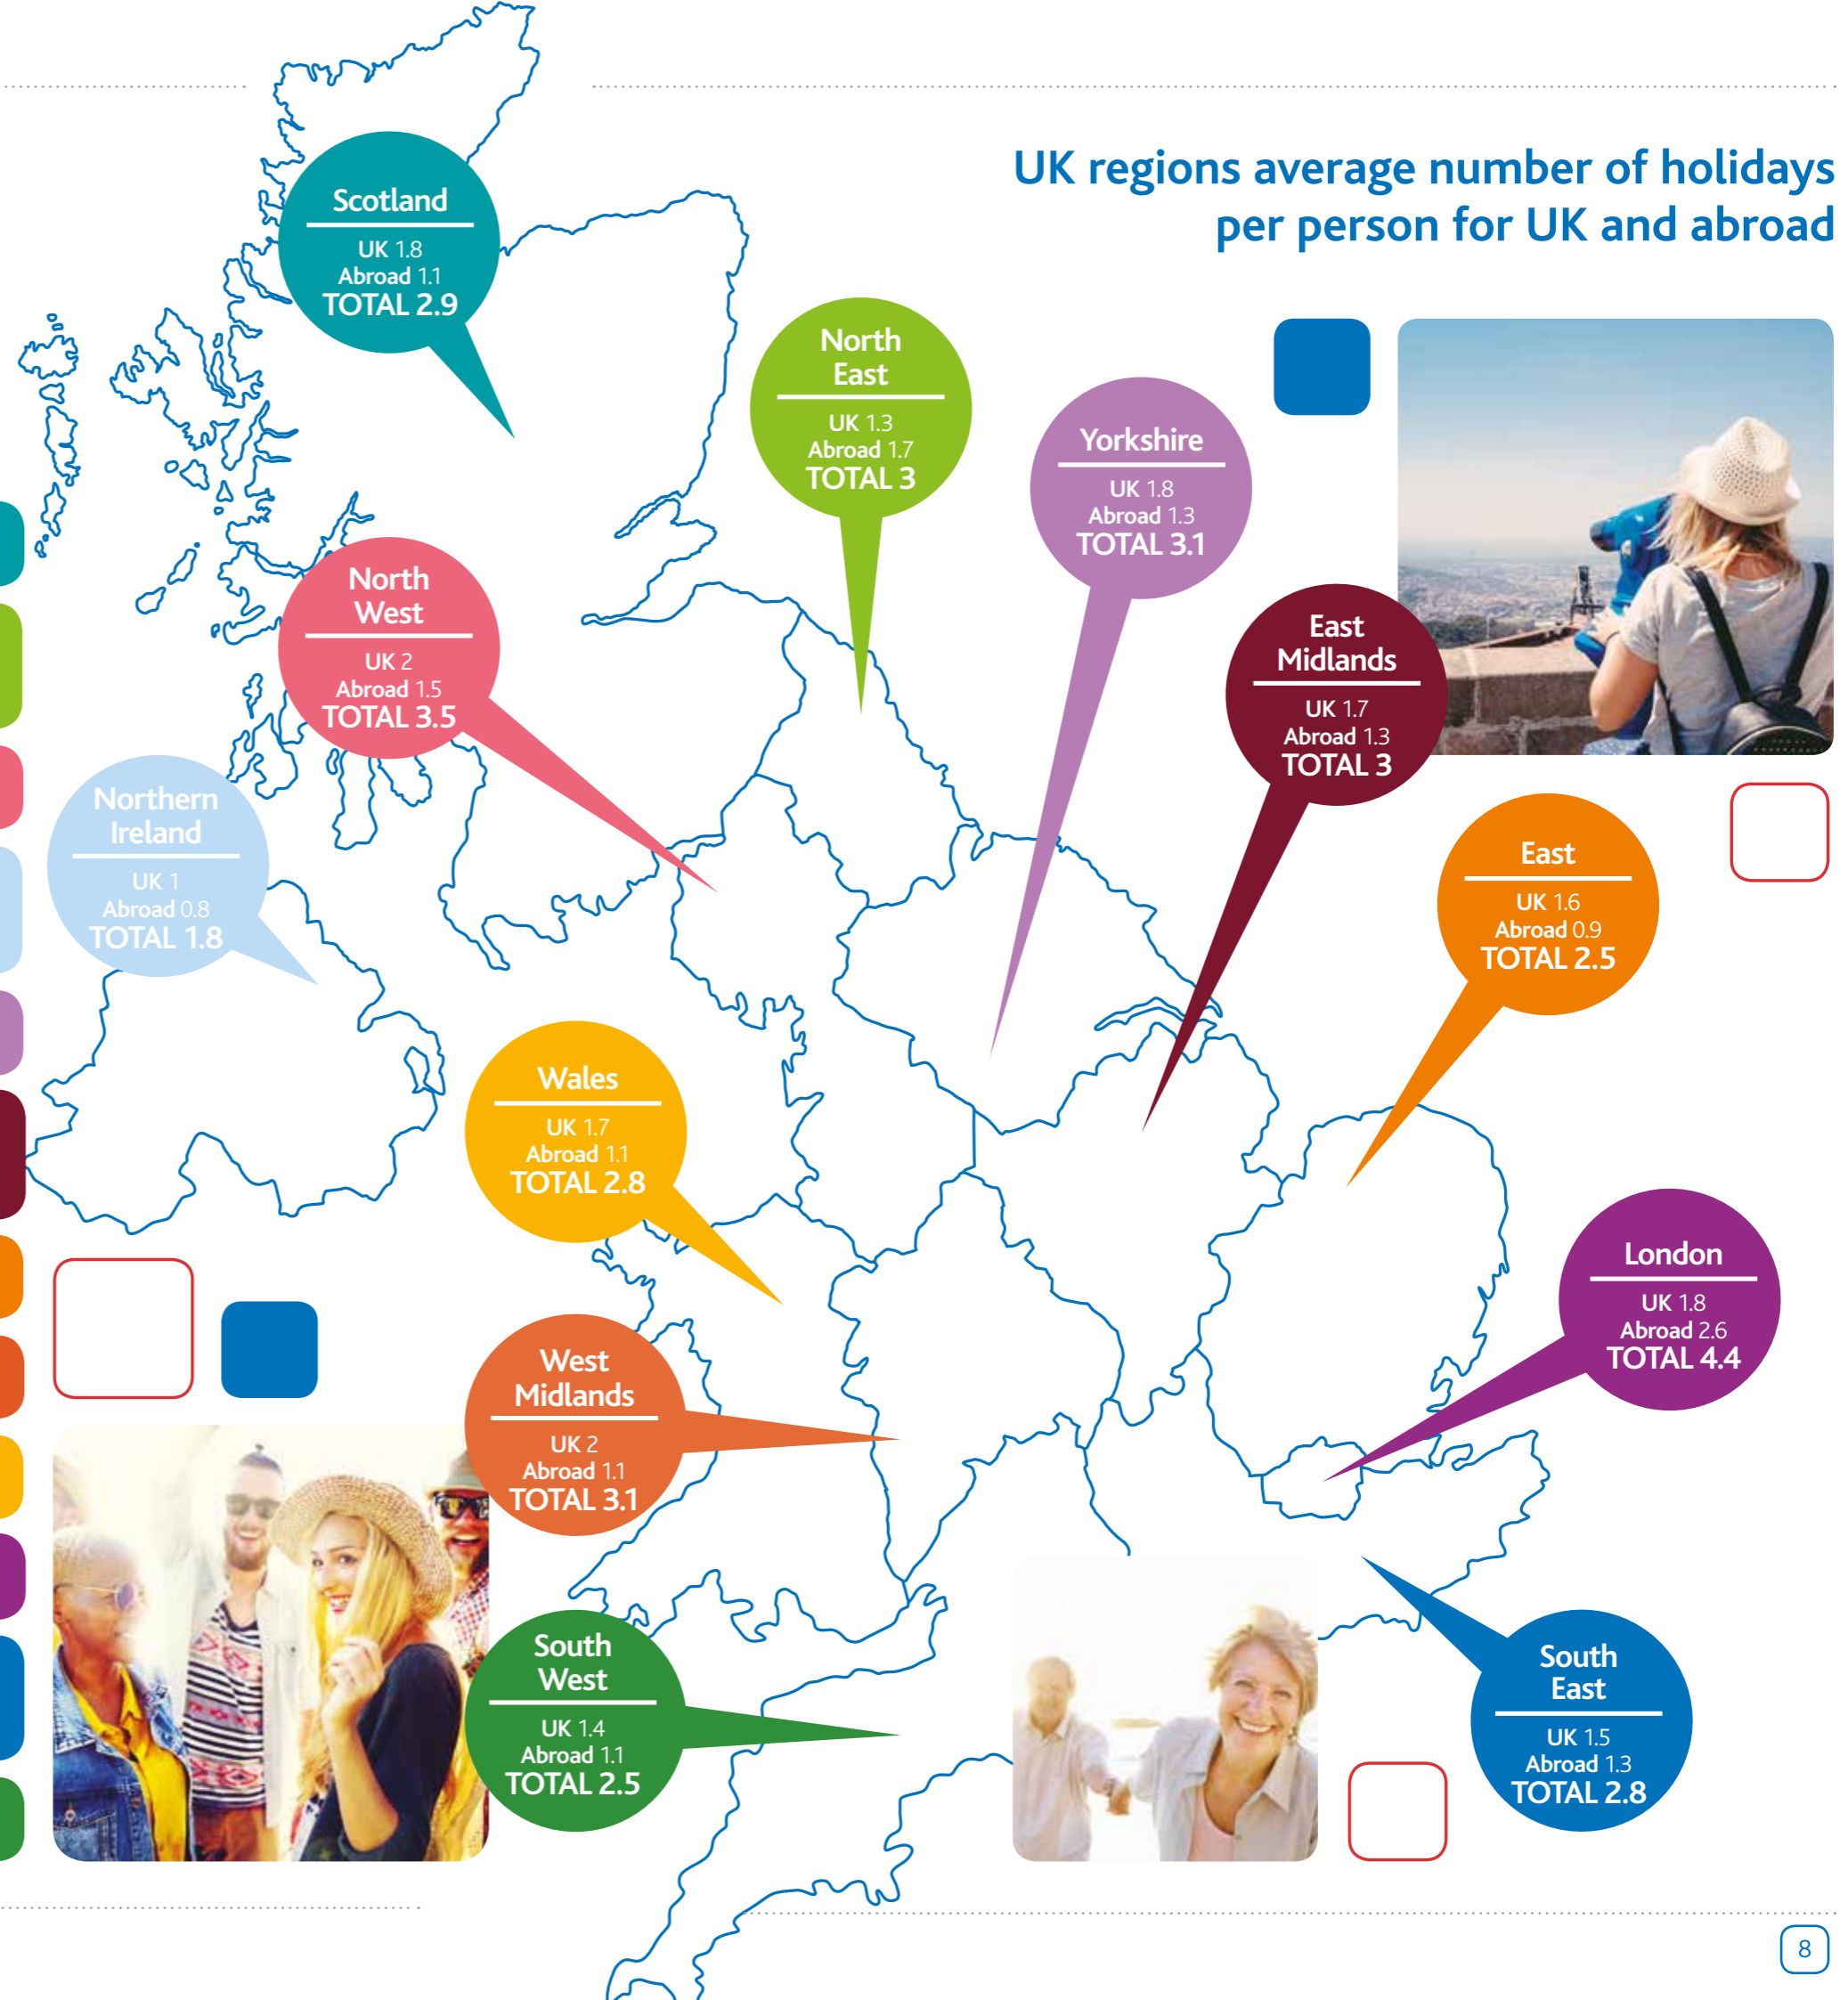 UK regions average number of holidays
per person for UK and abroad
Scotland
UK 1.8
Abroad 1.1
TOTAL 2.9
North
East
UK 1.3
Abroad 1.7
TOTAL 3
Yorkshire
UK 1.8
Abroad 1.3
TOTAL 3.1
North
West
UK 2
Abroad 1.5
TOTAL 3.5
East
Midlands
UK 1.7
Abroad 1.3
TOTAL 3
Northern
Ireland
UK 1
Abroad 0.8
TOTAL 1.8
East
UK 1.6
Abroad 0.9
TOTAL 2.5
Wales
UK 1.7
Abroad 1.1
TOTAL 2.8
London
UK 1.8
Abroad 2.6
TOTAL 4.4
West
Midlands
UK 2
Abroad 1.1
TOTAL 3.1
South
West
UK 1.4
Abroad 1.1
TOTAL 2.5
South
East
UK 1.5
Abroad 1.3
TOTAL 2.8
8